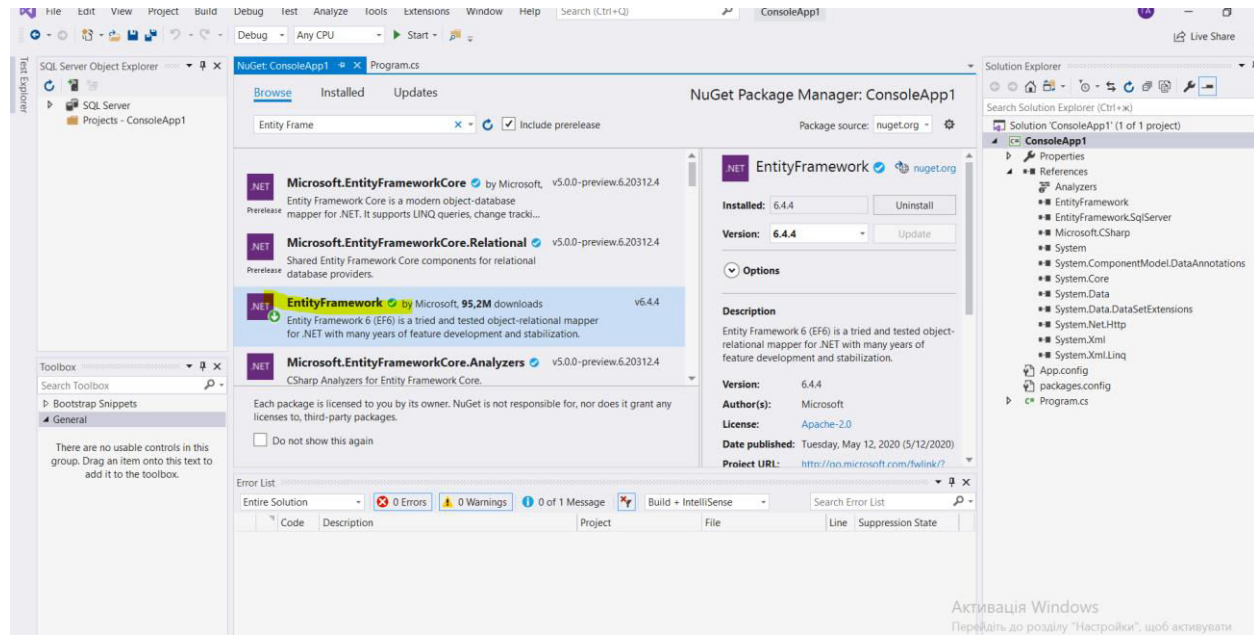 File Edit View Project Build Debug Test Analyze Tools Extensions Window Help Search (Ctrl+Q) ConsoleApp1 TA
Debug Any CPU Start Live Share
Test Explorer
SQL Server Object Explorer
SQL Server
Projects - ConsoleApp1
Toolbox
Search Toolbox
Bootstrap Snippets
General
There are no usable controls in this
group. Drag an item onto this text to
add it to the toolbox.
NuGet: ConsoleApp1 Program.cs
Browse Installed Updates
NuGet Package Manager: ConsoleApp1
Entity Frame Include prerelease Package source: nuget.org
.NET Microsoft.EntityFrameworkCore by Microsoft, v5.0.0-preview.6.20312.4
Entity Framework Core is a modern object-database
Prerelease mapper for .NET. It supports LINQ queries, change tracki...
.NET Microsoft.EntityFrameworkCore.Relational v5.0.0-preview.6.20312.4
Shared Entity Framework Core components for relational
Prerelease database providers.
.NET EntityFramework by Microsoft, 95,2M downloads v6.4.4
Entity Framework 6 (EF6) is a tried and tested object-relational mapper
for .NET with many years of feature development and stabilization.
.NET Microsoft.EntityFrameworkCore.Analyzers v5.0.0-preview.6.20312.4
CSharp Analyzers for Entity Framework Core.
Each package is licensed to you by its owner. NuGet is not responsible for, nor does it grant any
licenses to, third-party packages.
Do not show this again
.NET EntityFramework nuget.org
Installed: 6.4.4 Uninstall
Version: 6.4.4 Update
Options
Description
Entity Framework 6 (EF6) is a tried and tested object-
relational mapper for .NET with many years of
feature development and stabilization.
Version: 6.4.4
Author(s): Microsoft
License: Apache-2.0
Date published: Tuesday, May 12, 2020 (5/12/2020)
Project URL: http://go.microsoft.com/fwlink/?
Error List
Entire Solution 0 Errors 0 Warnings 0 of 1 Message Build + IntelliSense Search Error List
Code Description Project File Line Suppression State
Solution Explorer
Search Solution Explorer (Ctrl+ж)
Solution 'ConsoleApp1' (1 of 1 project)
C# ConsoleApp1
Properties
References
Analyzers
EntityFramework
EntityFramework.SqlServer
Microsoft.CSharp
System
System.ComponentModel.DataAnnotations
System.Core
System.Data
System.Data.DataSetExtensions
System.Net.Http
System.Xml
System.Xml.Linq
App.config
packages.config
C# Program.cs
Активація Windows
Перейдіть до розділу "Настройки", щоб активувати